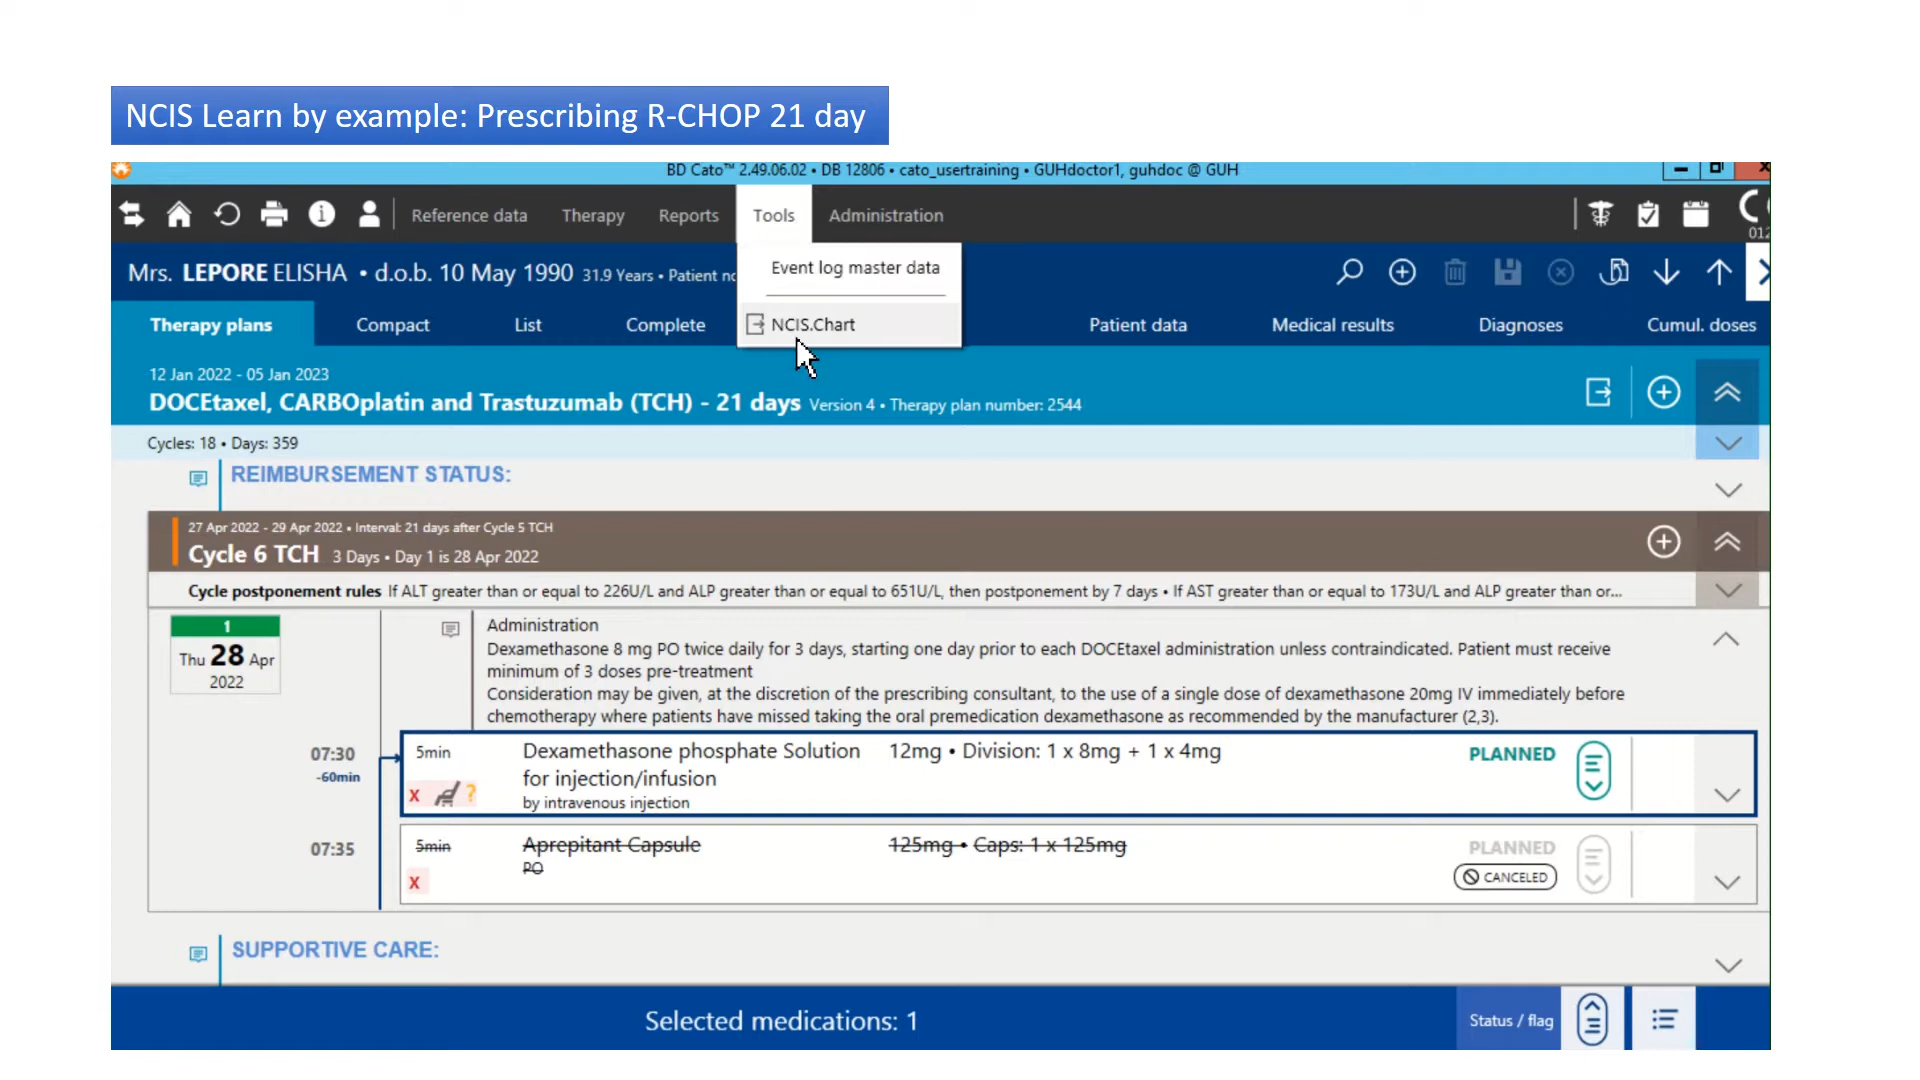 NCIS Learn by example: Prescribing R-CHOP 21 day
BD Cato™ 2.49.06.02 • DB 12806 • cato_usertraining • GUHdoctor1, guhdoc @ GUH
Reference data Therapy Reports Tools Administration
012
Mrs. LEPORE ELISHA • d.o.b. 10 May 1990 31.9 Years • Patient no
Event log master data
NCIS.Chart
Therapy plans Compact List Complete Patient data Medical results Diagnoses Cumul. doses
12 Jan 2022 - 05 Jan 2023
DOCEtaxel, CARBOplatin and Trastuzumab (TCH) - 21 days Version 4 • Therapy plan number: 2544
Cycles: 18 • Days: 359
REIMBURSEMENT STATUS:
27 Apr 2022 - 29 Apr 2022 • Interval: 21 days after Cycle 5 TCH
Cycle 6 TCH 3 Days • Day 1 is 28 Apr 2022
Cycle postponement rules If ALT greater than or equal to 226U/L and ALP greater than or equal to 651U/L, then postponement by 7 days • If AST greater than or equal to 173U/L and ALP greater than or...
1
Thu 28 Apr
2022
Administration
Dexamethasone 8 mg PO twice daily for 3 days, starting one day prior to each DOCEtaxel administration unless contraindicated. Patient must receive
minimum of 3 doses pre-treatment
Consideration may be given, at the discretion of the prescribing consultant, to the use of a single dose of dexamethasone 20mg IV immediately before
chemotherapy where patients have missed taking the oral premedication dexamethasone as recommended by the manufacturer (2,3).
07:30
-60min
5min Dexamethasone phosphate Solution 12mg • Division: 1 x 8mg + 1 x 4mg PLANNED
for injection/infusion
X ? by intravenous injection
07:35 5min Aprepitant Capsule 125mg • Caps: 1 x 125mg PLANNED
PO
X CANCELED
SUPPORTIVE CARE:
Selected medications: 1 Status / flag